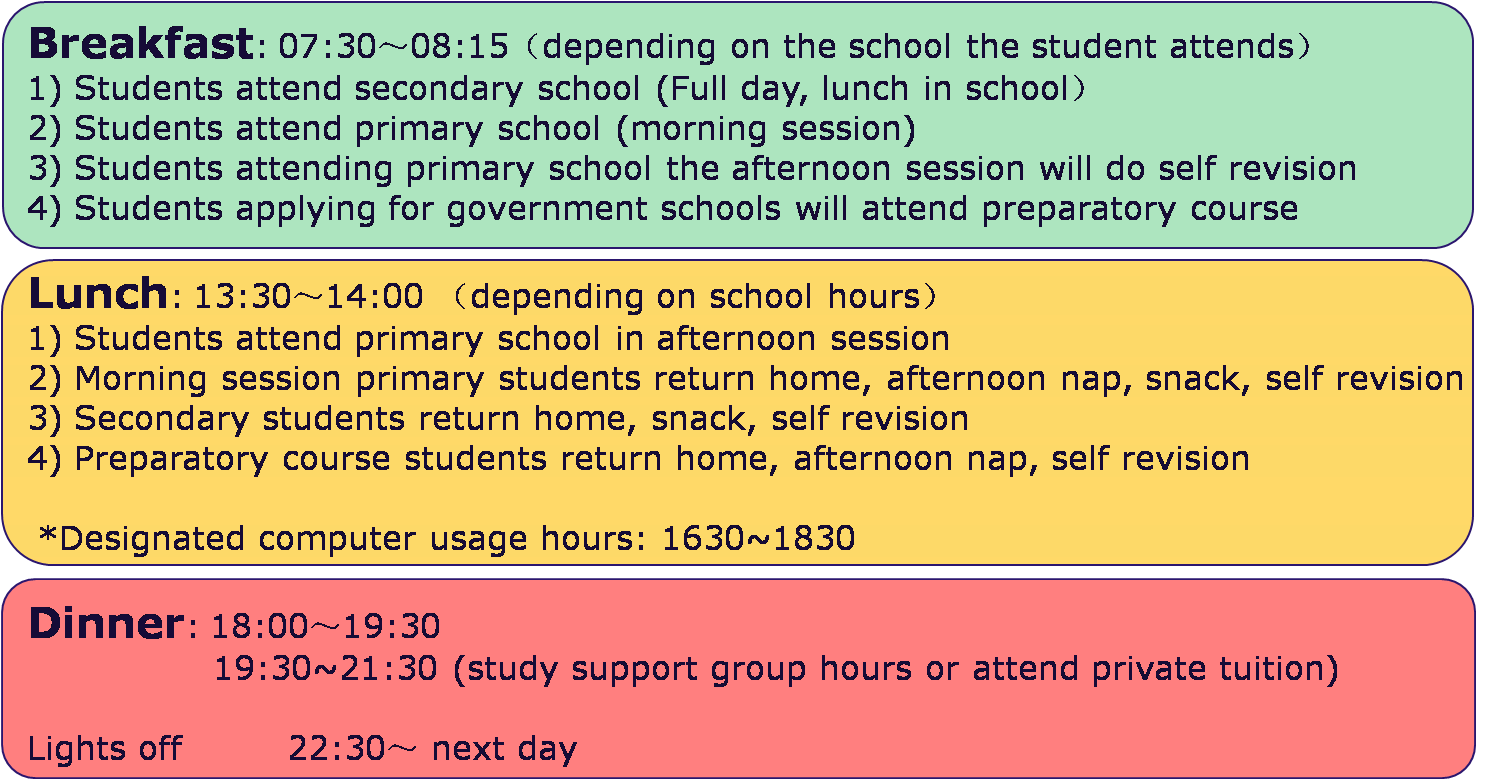 Breakfast: 07:30～08:15（depending on the school the student attends）
1) Students attend secondary school (Full day, lunch in school）
2) Students attend primary school (morning session)
3) Students attending primary school the afternoon session will do self revision
4) Students applying for government schools will attend preparatory course
Lunch: 13:30～14:00 （depending on school hours）
1) Students attend primary school in afternoon session
2) Morning session primary students return home, afternoon nap, snack, self revision
3) Secondary students return home, snack, self revision
4) Preparatory course students return home, afternoon nap, self revision
*Designated computer usage hours: 1630~1830
Dinner: 18:00～19:30
19:30~21:30 (study support group hours or attend private tuition)
Lights off 22:30～ next day